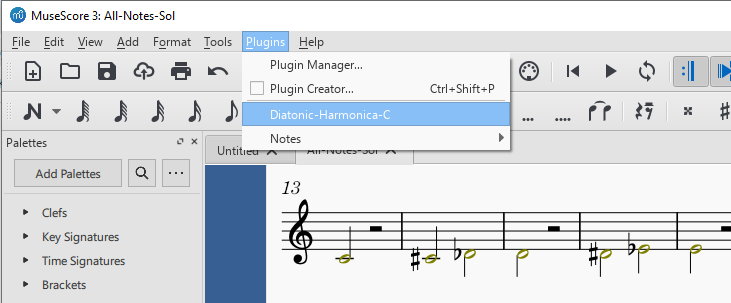 MuseScore 3: All-Notes-Sol
File Edit View Add Format Tools Plugins Help
Plugin Manager...
Plugin Creator... Ctrl+Shift+P
Diatonic-Harmonica-C
Notes
Palettes
Untitled All-Notes-Sol
Add Palettes
13
Clefs
Key Signatures
Time Signatures
Brackets